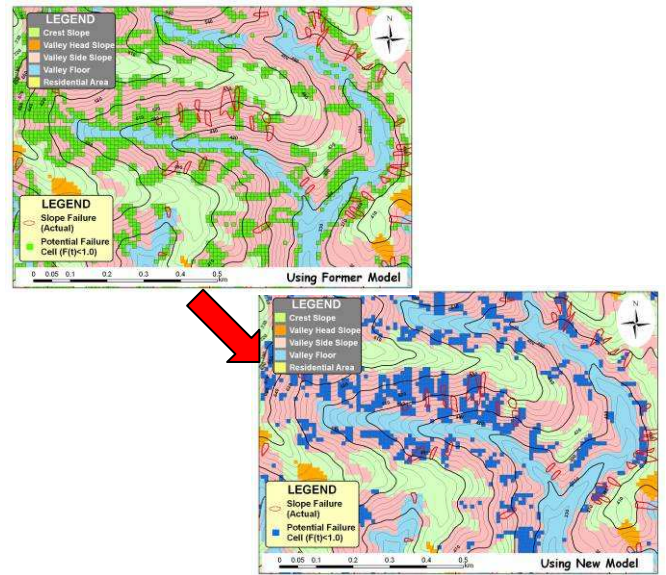 LEGEND
Crest Slope
Valley Head Slope
Valley Side Slope
Valley Floor
Residential Area
N
LEGEND
Slope Failure
(Actual)
Potential Failure
Cell (F(t)<1.0)
0 0.05 0.1 0.2 0.3 0.4 0.5
km
Using Former Model
LEGEND
Crest Slope
Valley Head Slope
Valley Side Slope
Valley Floor
Residential Area
N
LEGEND
Slope Failure
(Actual)
Potential Failure
Cell (F(t)<1.0)
0 0.05 0.1 0.2 0.3 0.4 0.5
km
Using New Model